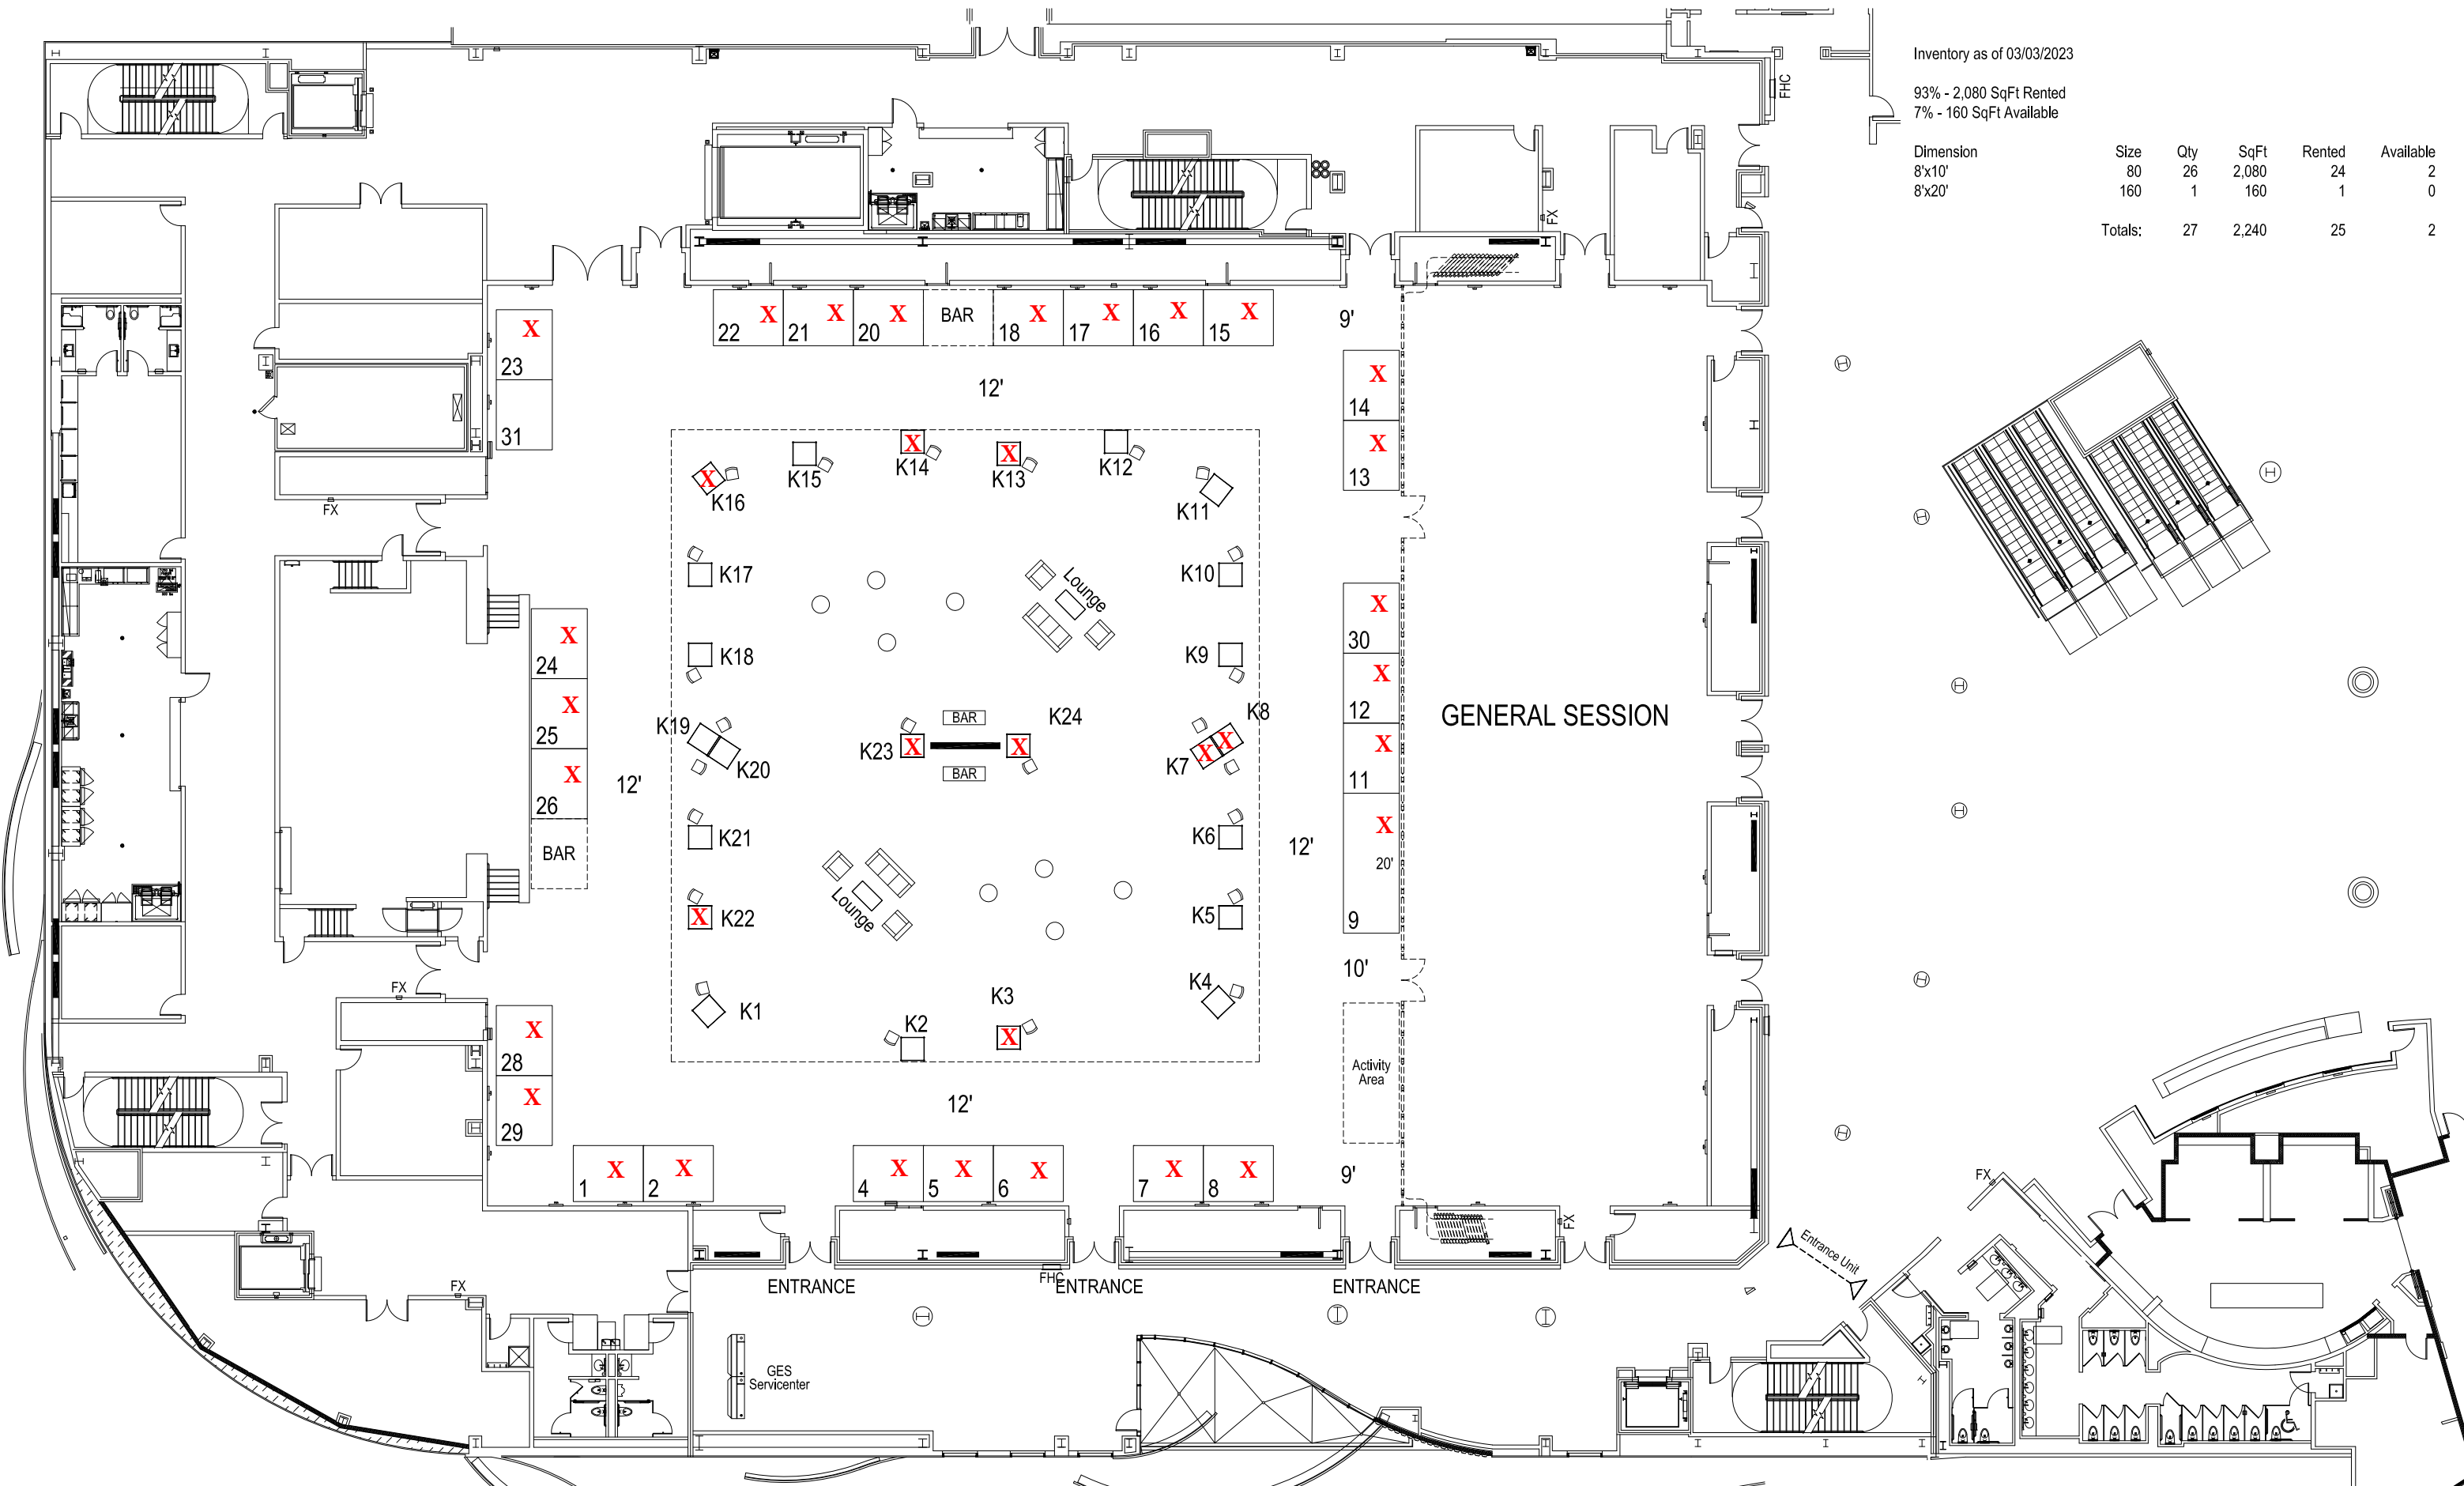 Inventory as of 03/03/2023
93% - 2,080 SqFt Rented
7% - 160 SqFt Available
Dimension Size Qty SqFt Rented Available
8'x10' 80 26 2,080 24 2
8'x20' 160 1 160 1 0
Totals: 27 2,240 25 2
FHC
FX
X X X BAR X X X X
22 21 20 18 17 16 15
9'
X
23
31
12'
X
14
X
13
FX
X
K16
K15
X
K14
X
K13
K12
K11
K17
Lounge
K10
X
30
X
24
K18
K9
X
12
X
25
K19
K20
BAR
K23
X
X
K24
BAR
K8
K7
X
X
GENERAL SESSION
X
11
X
26
12'
BAR
K21
K6
12'
X
20'
9
Lounge
X
K22
K5
10'
FX
K1
K2
K3
X
K4
X
28
X
29
Activity
Area
12'
9'
X X X X X X X
1 2 4 5 6 7 8
FX
FX
Entrance Unit
ENTRANCE
FHC
ENTRANCE
ENTRANCE
FX
GES
Servicenter